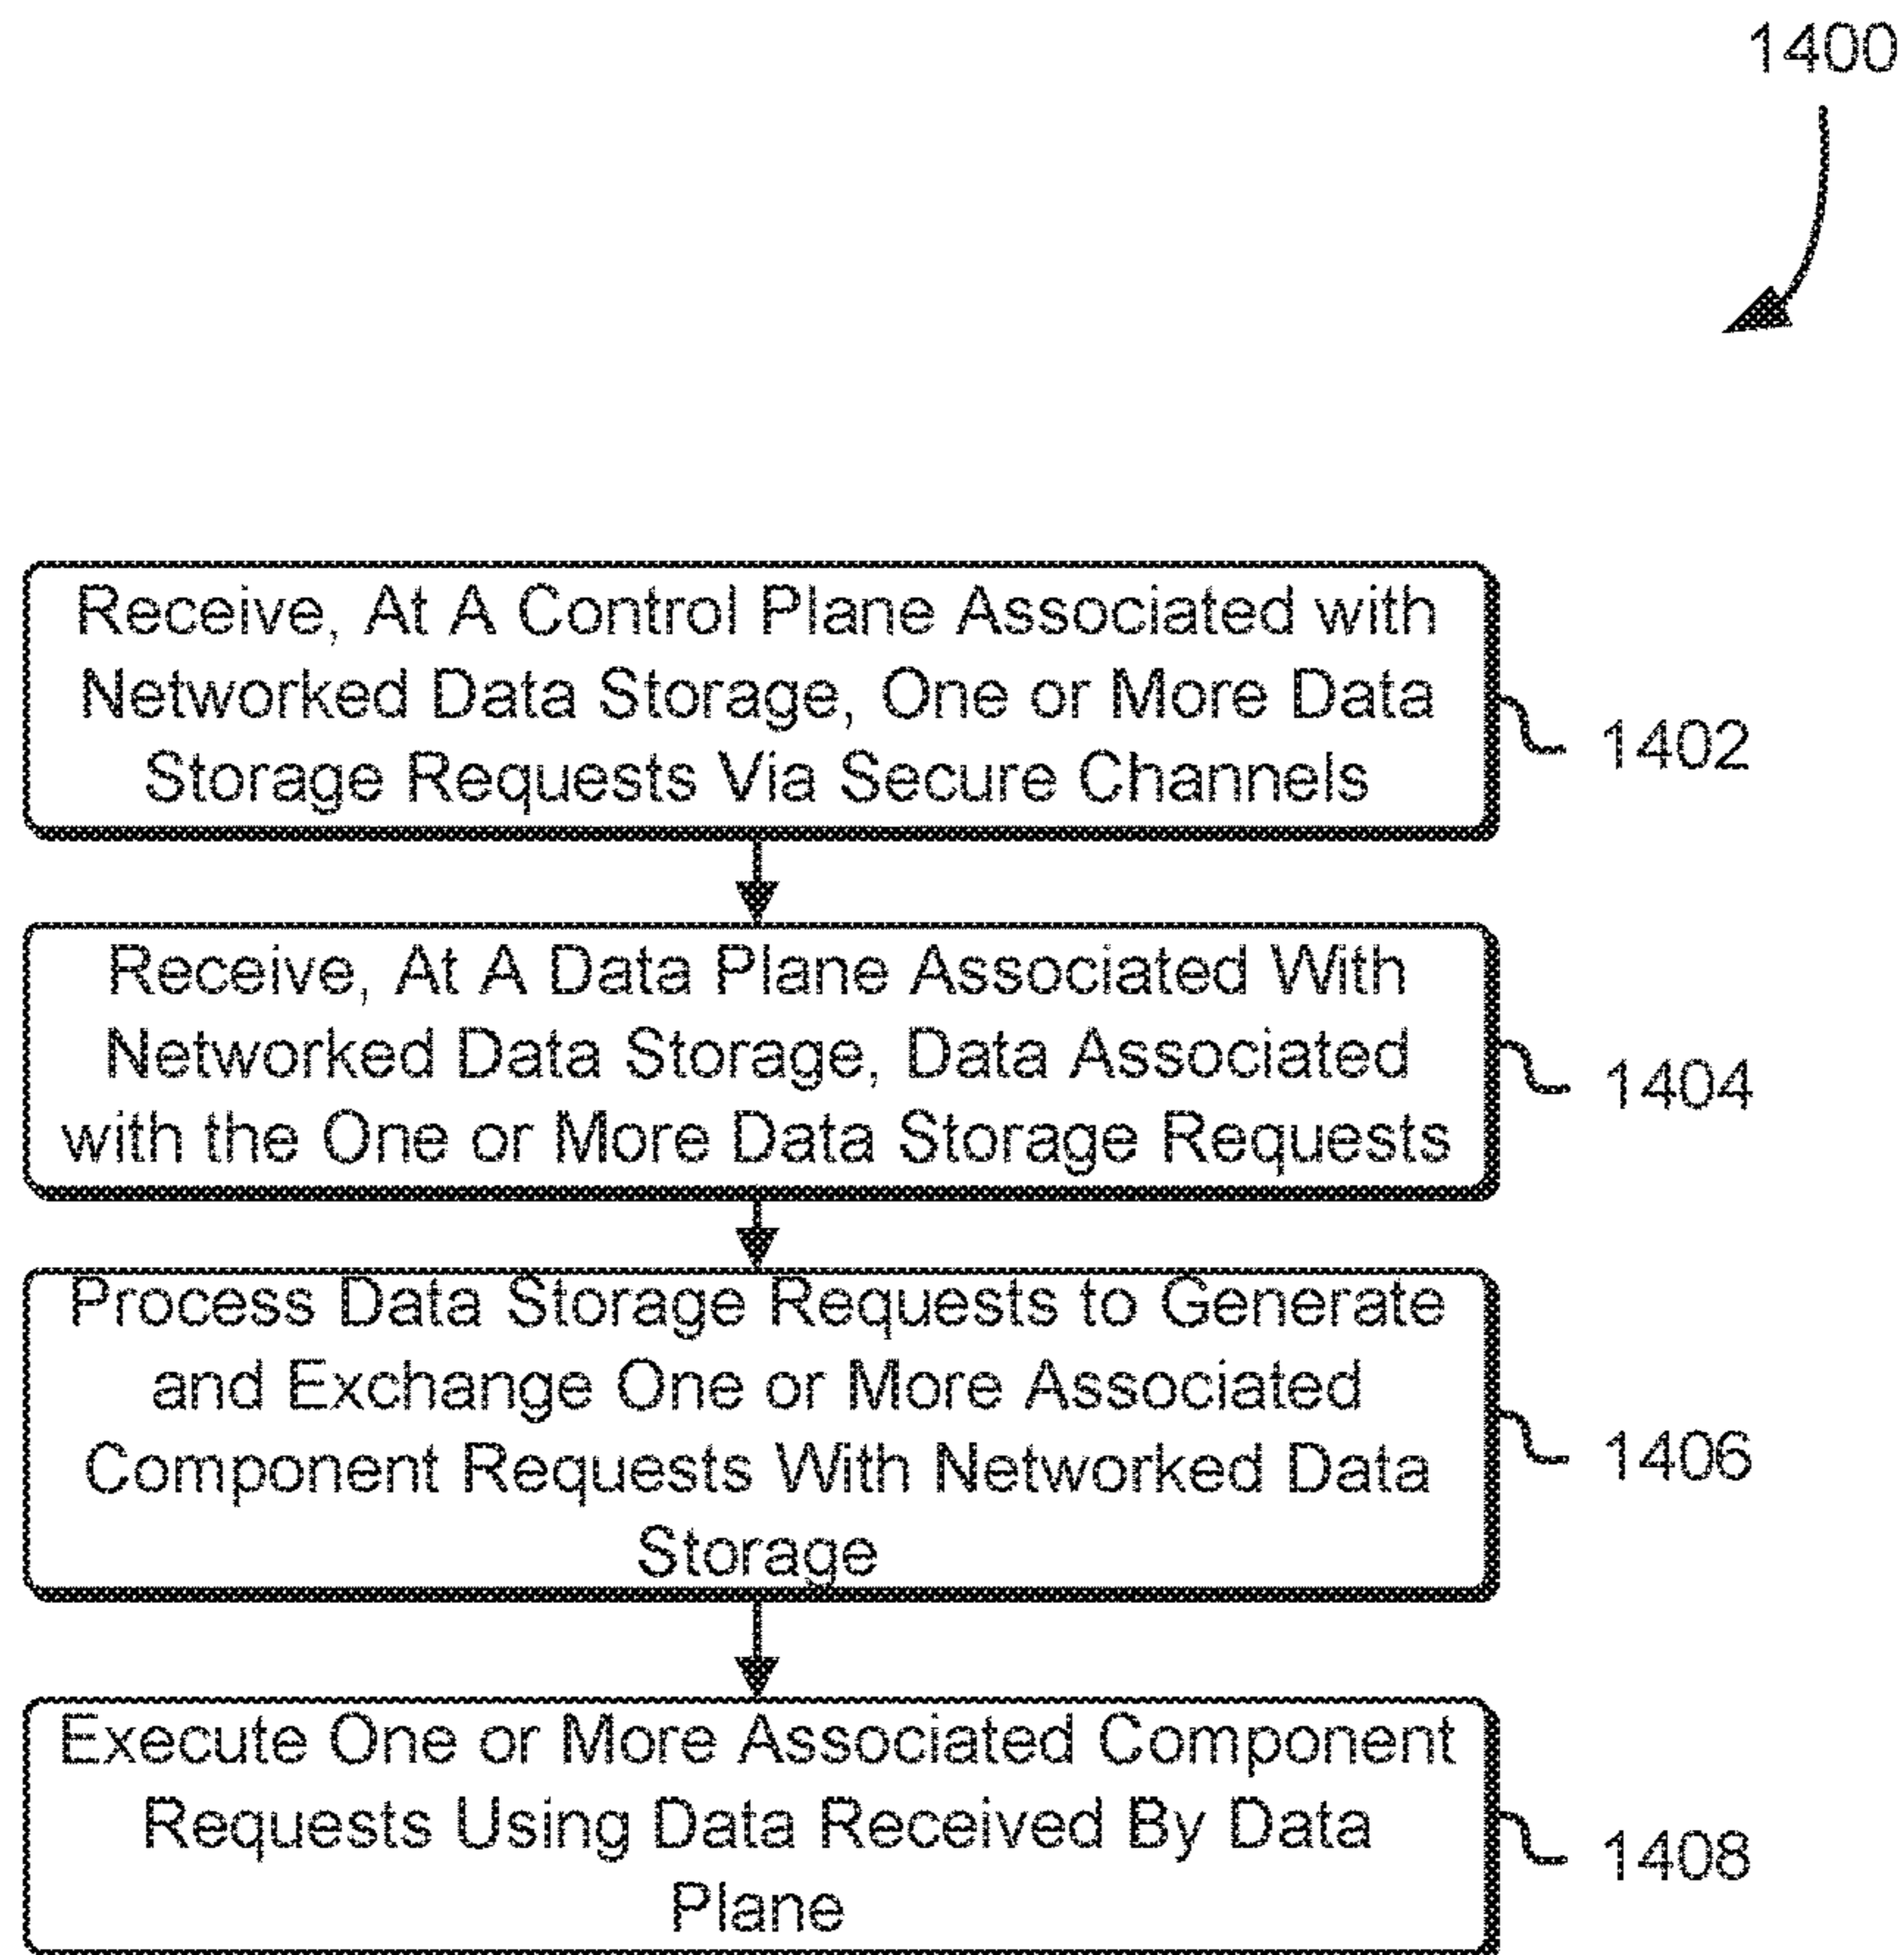 1400
Receive, At A Control Plane Associated with
Networked Data Storage, One or More Data
Storage Requests Via Secure Channels
1402
Receive, At A Data Plane Associated With
Networked Data Storage, Data Associated
with the One or More Data Storage Requests
1404
Process Data Storage Requests to Generate
and Exchange One or More Associated
Component Requests With Networked Data
Storage
1406
Execute One or More Associated Component
Requests Using Data Received By Data
Plane
1408